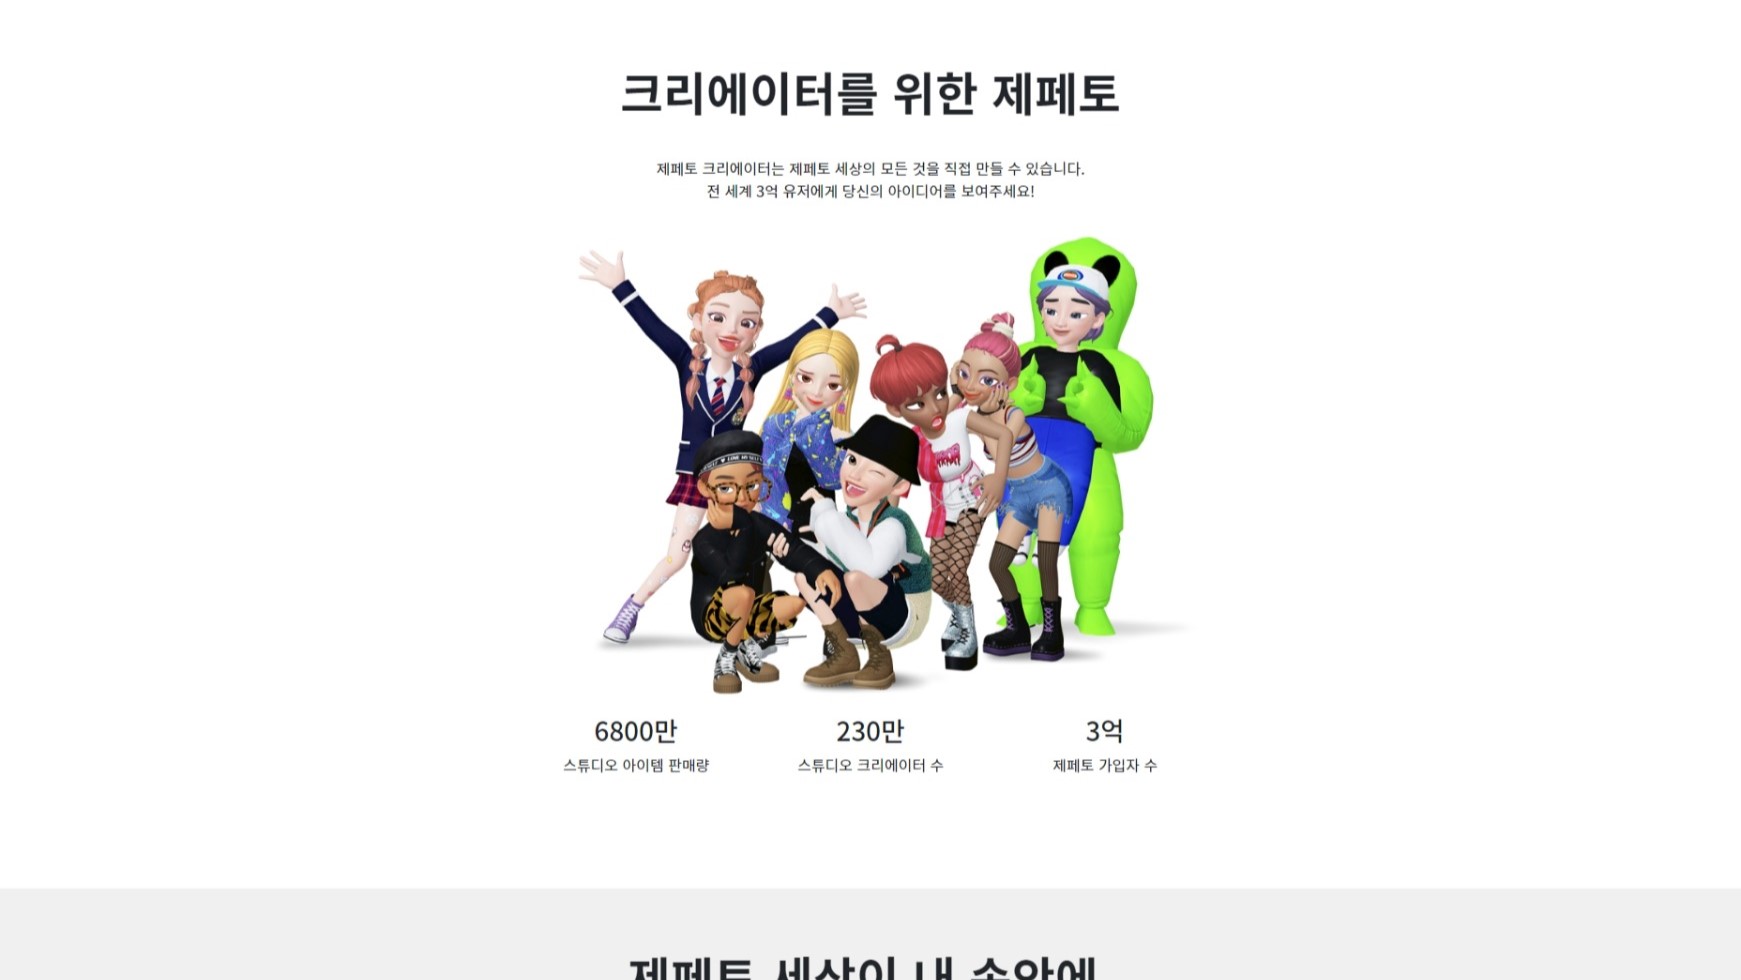 크리에이터를 위한 제페토
제페토 크리에이터는 제페토 세상의 모든 것을 직접 만들 수 있습니다.
전 세계 3억 유저에게 당신의 아이디어를 보여주세요!
6800만
230만
3억
스튜디오 아이템 판매량
스튜디오 크리에이터 수
제페토 가입자 수
제페토 세상이 내 손안에